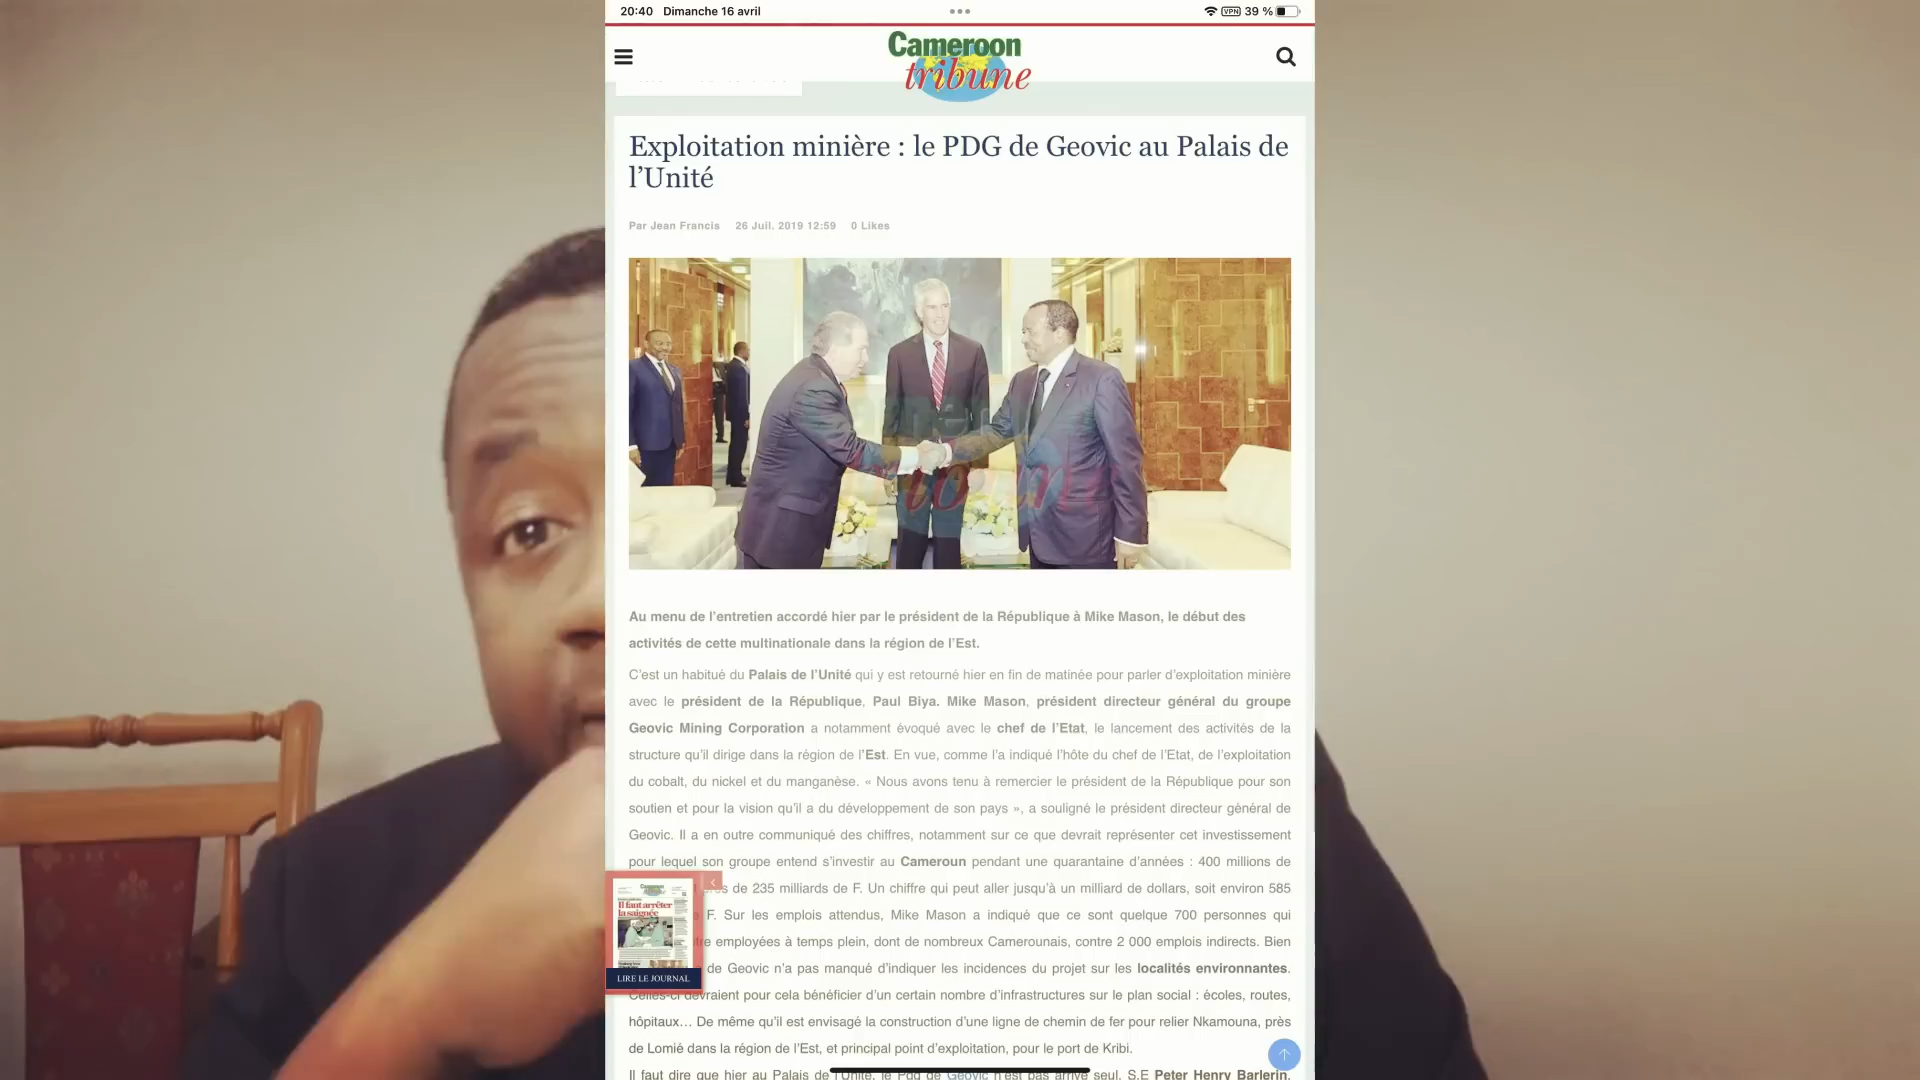 20:40 Dimanche 16 avril
VPN 39 %
Cameroon
tribune
Exploitation minière : le PDG de Geovic au Palais de
l’Unité
Par Jean Francis 26 Juil. 2019 12:59 0 Likes
Au menu de l’entretien accordé hier par le président de la République à Mike Mason, le début des
activités de cette multinationale dans la région de l’Est.
C’est un habitué du Palais de l’Unité qui y est retourné hier en fin de matinée pour parler d’exploitation minière
avec le président de la République, Paul Biya. Mike Mason, président directeur général du groupe
Geovic Mining Corporation a notamment évoqué avec le chef de l’Etat, le lancement des activités de la
structure qu’il dirige dans la région de l’Est. En vue, comme l’a indiqué l’hôte du chef de l’Etat, de l’exploitation
du cobalt, du nickel et du manganèse. « Nous avons tenu à remercier le président de la République pour son
soutien et pour la vision qu’il a du développement de son pays », a souligné le président directeur général de
Geovic. Il a en outre communiqué des chiffres, notamment sur ce que devrait représenter cet investissement
pour lequel son groupe entend s’investir au Cameroun pendant une quarantaine d’années : 400 millions de
de 235 milliards de F. Un chiffre qui peut aller jusqu’à un milliard de dollars, soit environ 585
F. Sur les emplois attendus, Mike Mason a indiqué que ce sont quelque 700 personnes qui
employées à temps plein, dont de nombreux Camerounais, contre 2 000 emplois indirects. Bien
de Geovic n’a pas manqué d’indiquer les incidences du projet sur les localités environnantes.
Celles-ci devraient pour cela bénéficier d’un certain nombre d’infrastructures sur le plan social : écoles, routes,
hôpitaux… De même qu’il est envisagé la construction d’une ligne de chemin de fer pour relier Nkamouna, près
de Lomié dans la région de l’Est, et principal point d’exploitation, pour le port de Kribi.
Il faut dire que hier au Palais de l’Unité, le Pdg de Geovic n’est pas arrivé seul. S.E Peter Henry Barlerin,
Cameroon
Il faut arrêter
la saignée
LIRE LE JOURNAL